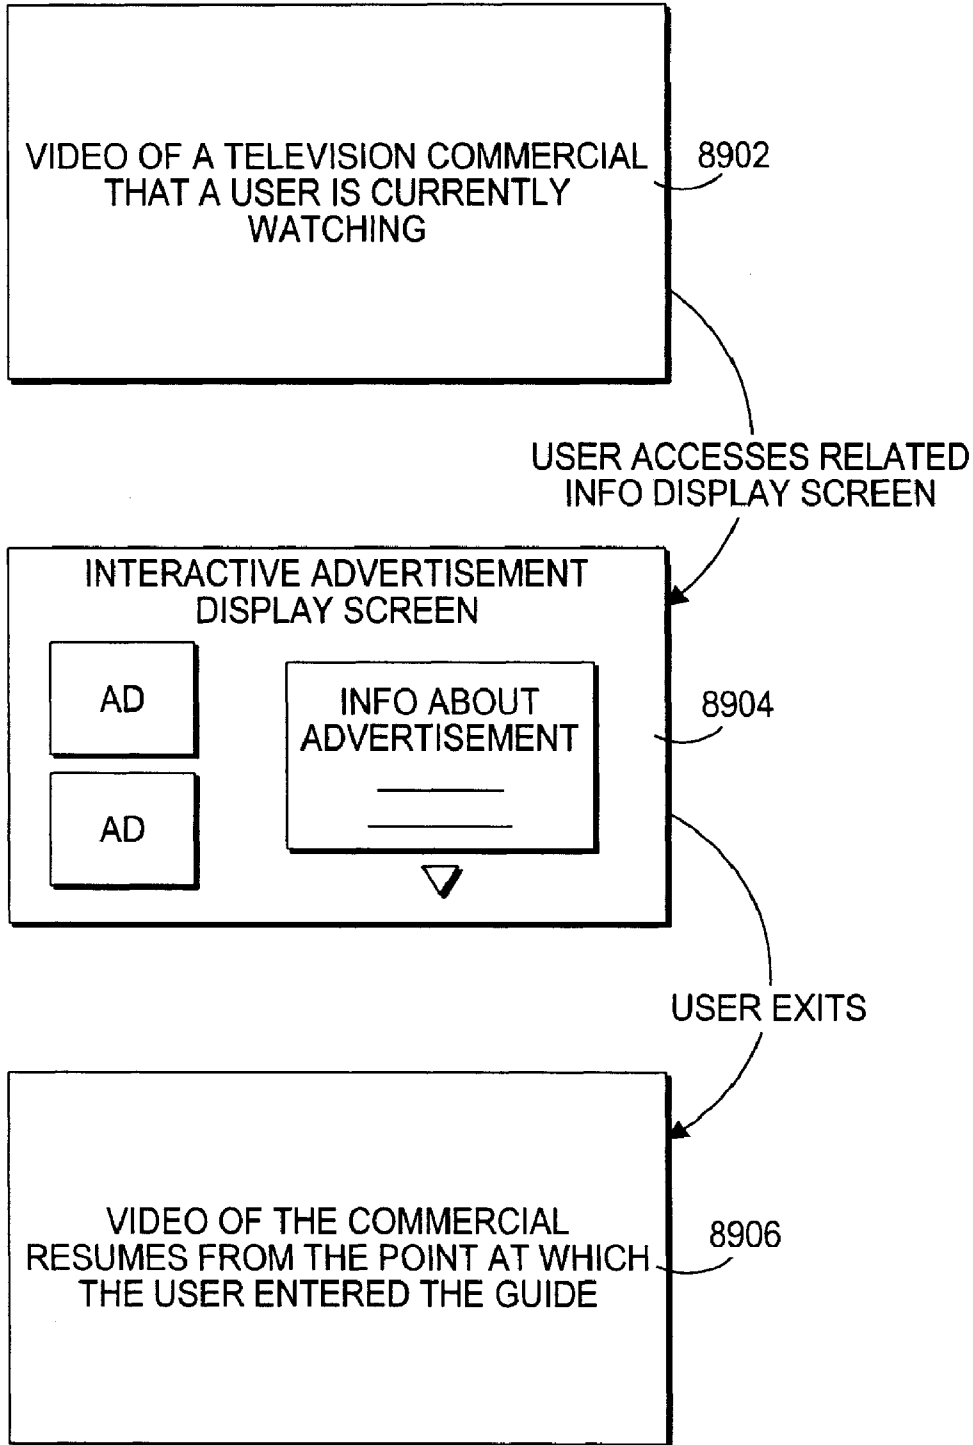 VIDEO OF A TELEVISION COMMERCIAL
THAT A USER IS CURRENTLY
WATCHING
8902
USER ACCESSES RELATED
INFO DISPLAY SCREEN
INTERACTIVE ADVERTISEMENT
DISPLAY SCREEN
AD
INFO ABOUT
ADVERTISEMENT
8904
AD
USER EXITS
VIDEO OF THE COMMERCIAL
RESUMES FROM THE POINT AT WHICH
THE USER ENTERED THE GUIDE
8906